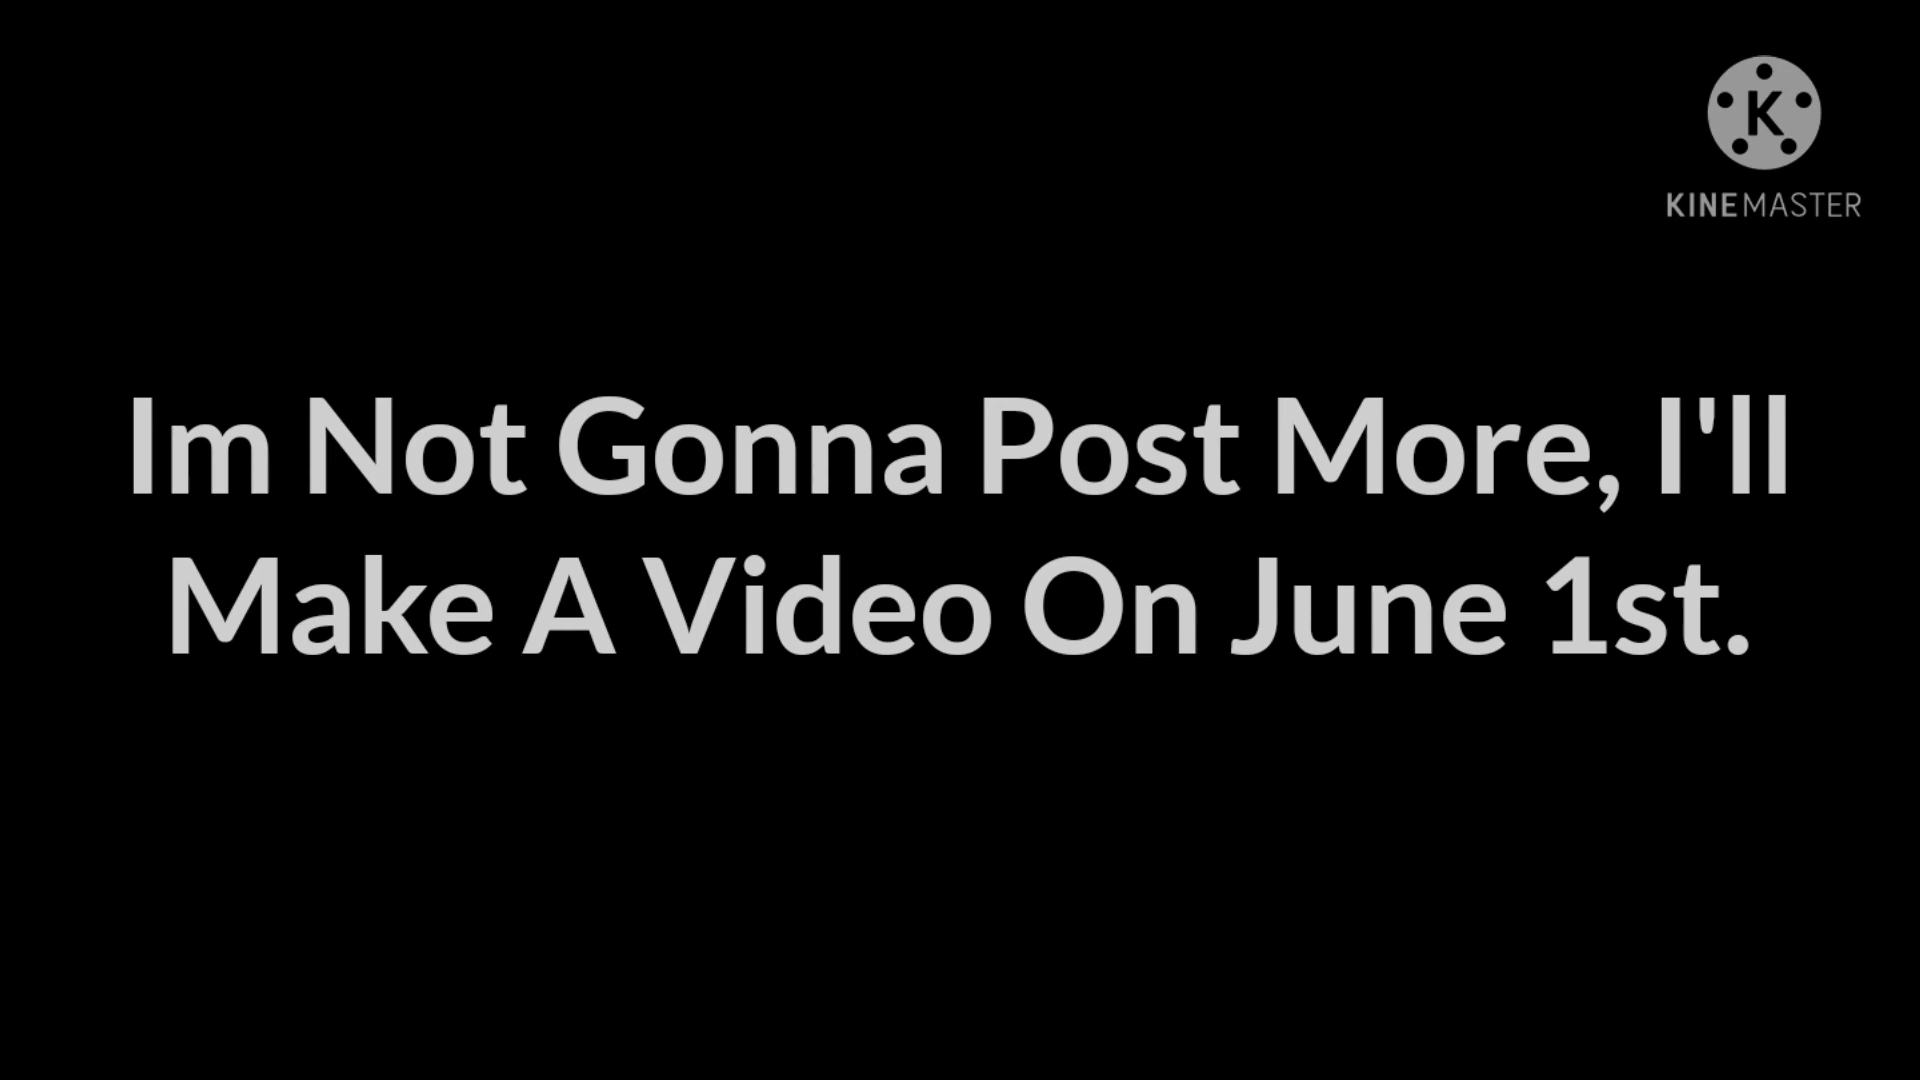 K
KINEMASTER
Im Not Gonna Post More, I'll
Make A Video On June 1st.